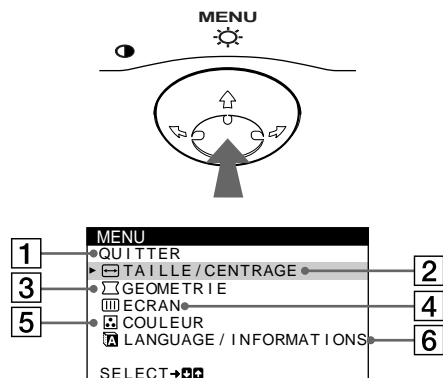 MENU
MENU
1 QUITTER
TAILLE/CENTRAGE 2
3 GEOMETRIE
ECRAN 4
5 COULEUR
A LANGUAGE/INFORMATIONS 6
SELECT→